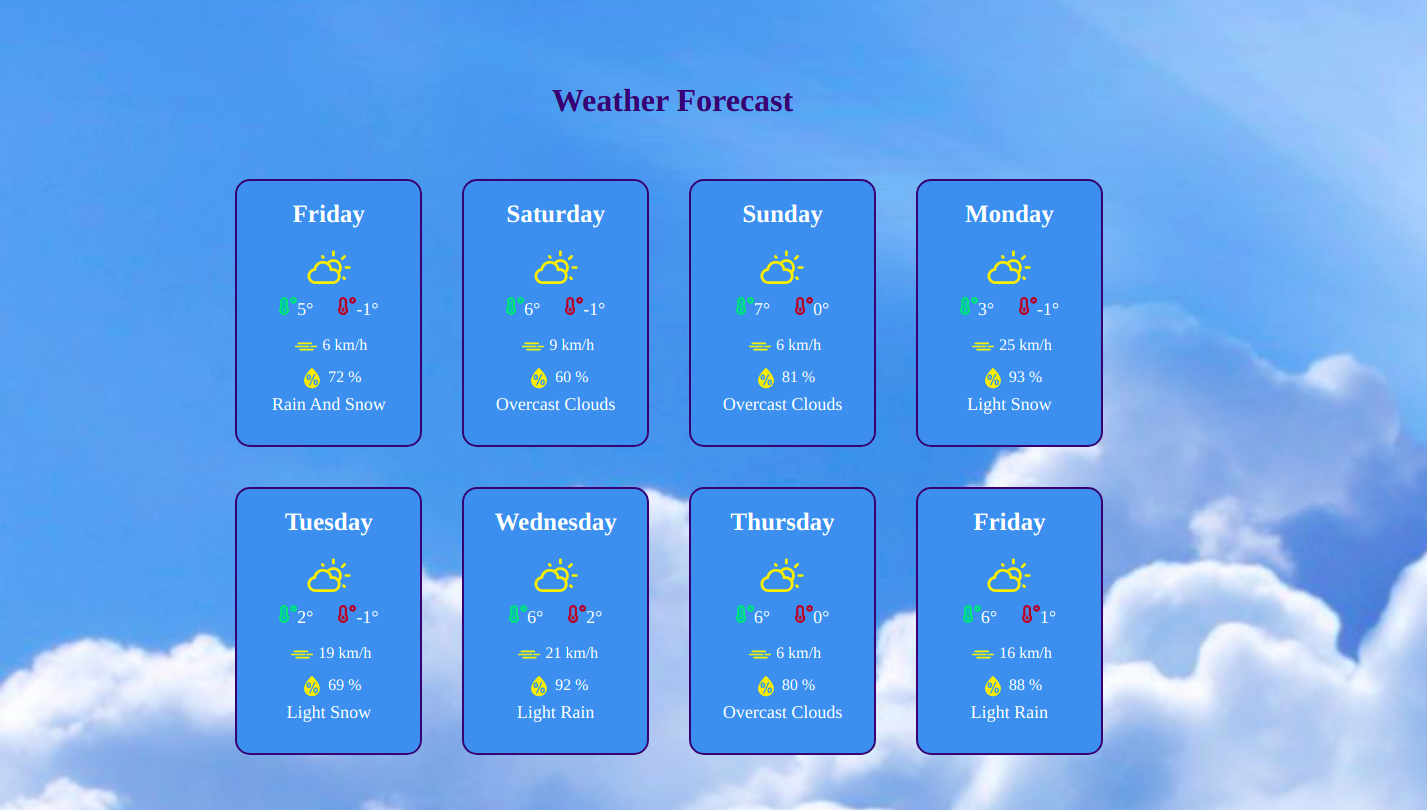 Weather Forecast
Friday
5° -1°
6 km/h
72 %
Rain And Snow
Saturday
6° -1°
9 km/h
60 %
Overcast Clouds
Sunday
7° 0°
6 km/h
81 %
Overcast Clouds
Monday
3° -1°
25 km/h
93 %
Light Snow
Tuesday
2° -1°
19 km/h
69 %
Light Snow
Wednesday
6° 2°
21 km/h
92 %
Light Rain
Thursday
6° 0°
6 km/h
80 %
Overcast Clouds
Friday
6° 1°
16 km/h
88 %
Light Rain